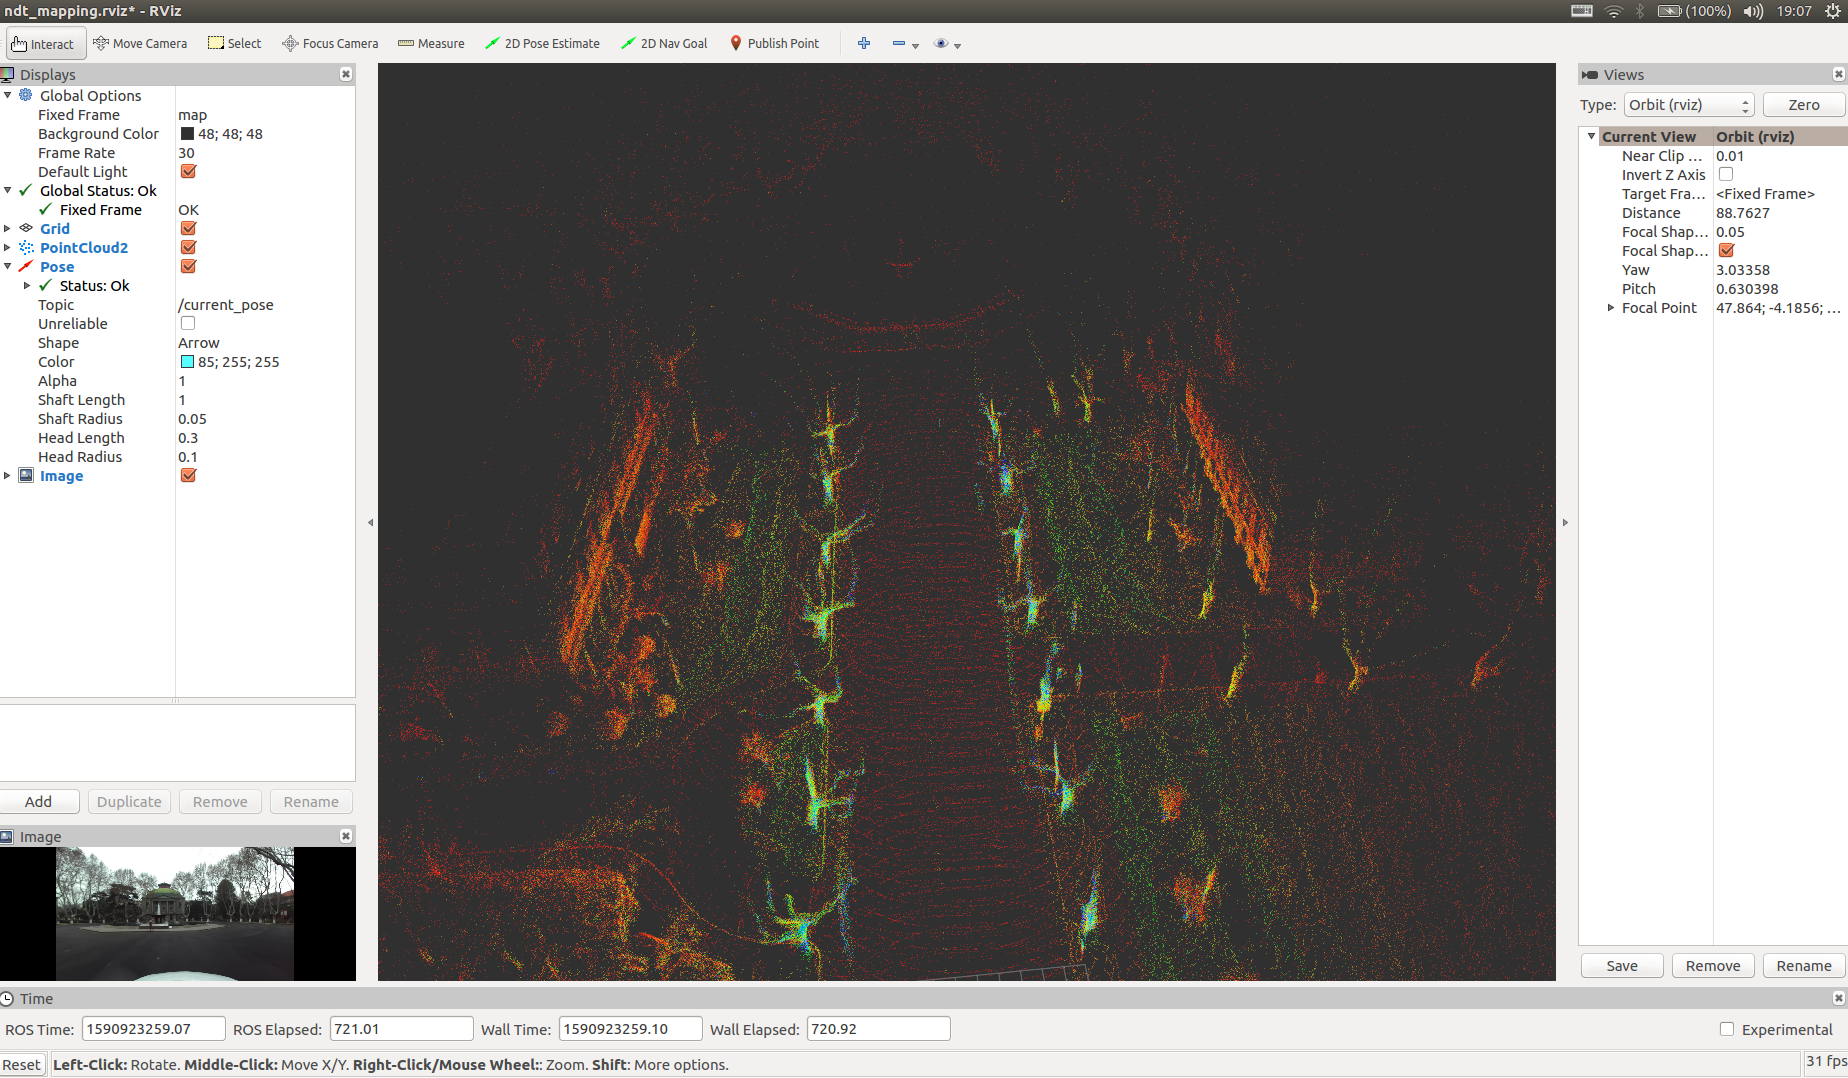 ndt_mapping.rviz* - RViz
(100%) 19:07
Interact Move Camera Select Focus Camera Measure 2D Pose Estimate 2D Nav Goal Publish Point
Displays
Global Options
Fixed Frame map
Background Color 48; 48; 48
Frame Rate 30
Default Light
Global Status: Ok
Fixed Frame OK
Grid
PointCloud2
Pose
Status: Ok
Topic /current_pose
Unreliable
Shape Arrow
Color 85; 255; 255
Alpha 1
Shaft Length 1
Shaft Radius 0.05
Head Length 0.3
Head Radius 0.1
Image
Add Duplicate Remove Rename
Image
Views
Type: Orbit (rviz) Zero
Current View Orbit (rviz)
Near Clip ... 0.01
Invert Z Axis
Target Fra... <Fixed Frame>
Distance 88.7627
Focal Shap... 0.05
Focal Shap...
Yaw 3.03358
Pitch 0.630398
Focal Point 47.864; -4.1856; ...
Save Remove Rename
Time
ROS Time: 1590923259.07 ROS Elapsed: 721.01 Wall Time: 1590923259.10 Wall Elapsed: 720.92 Experimental
Reset Left-Click: Rotate. Middle-Click: Move X/Y. Right-Click/Mouse Wheel:: Zoom. Shift: More options. 31 fps